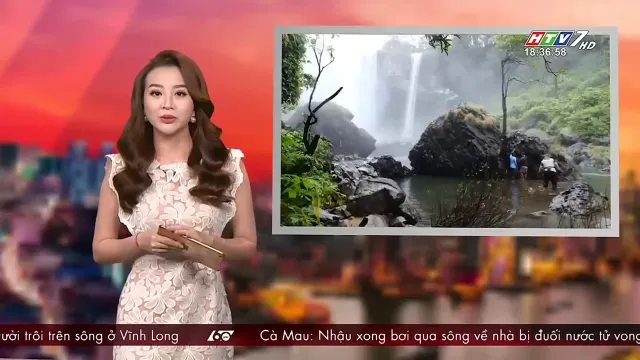 HTV7 HD
18:36:58
ười trôi trên sông ở Vĩnh Long
60
Cà Mau: Nhậu xong bơi qua sông về nhà bị đuối nước tử vong